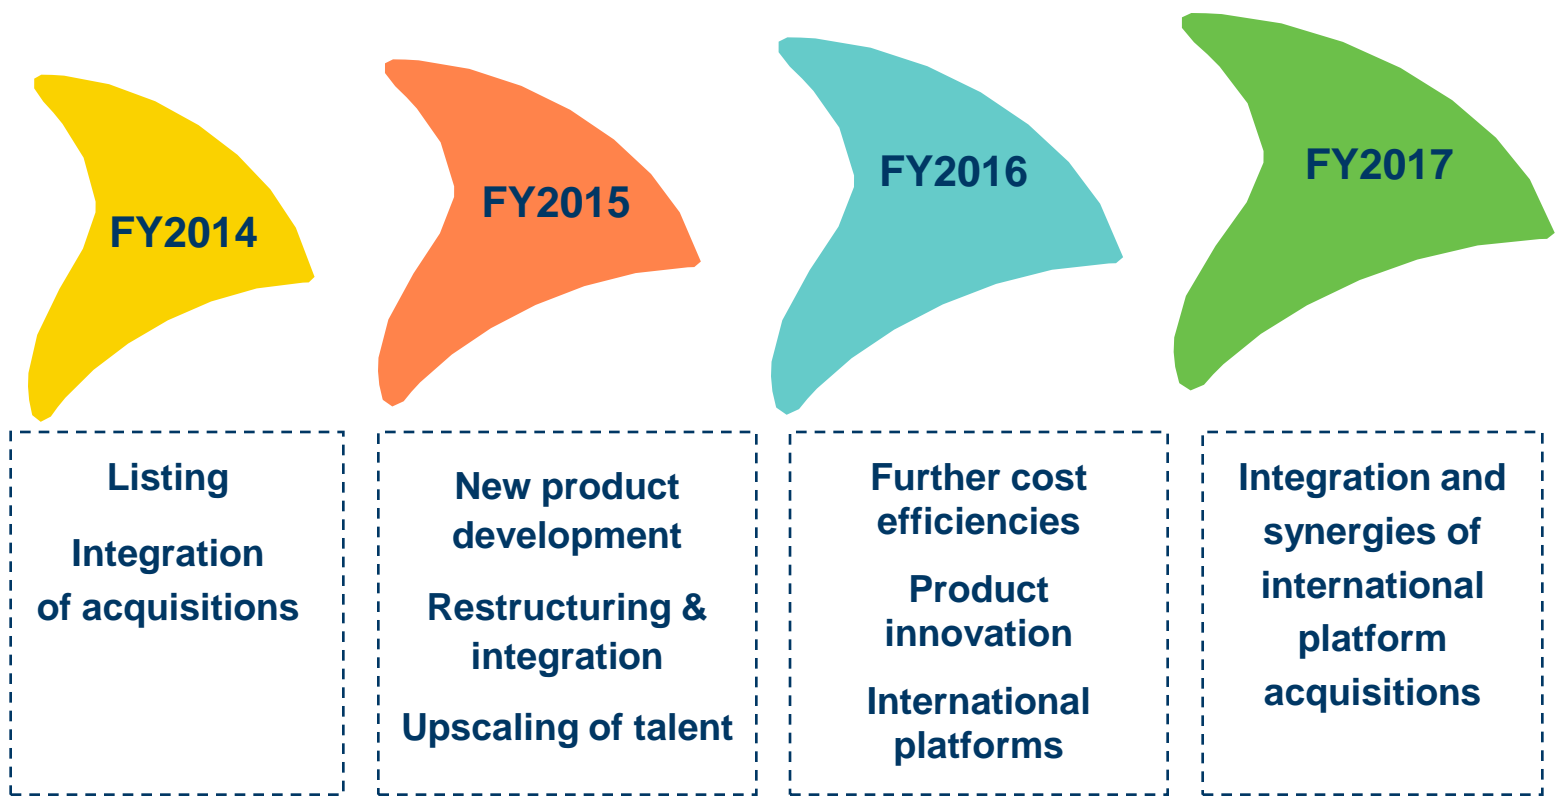 FY2014
FY2015
FY2016
FY2017
Listing
Integration
of acquisitions
New product
development
Restructuring &
integration
Upscaling of talent
Further cost
efficiencies
Product
innovation
International
platforms
Integration and
synergies of
international
platform
acquisitions